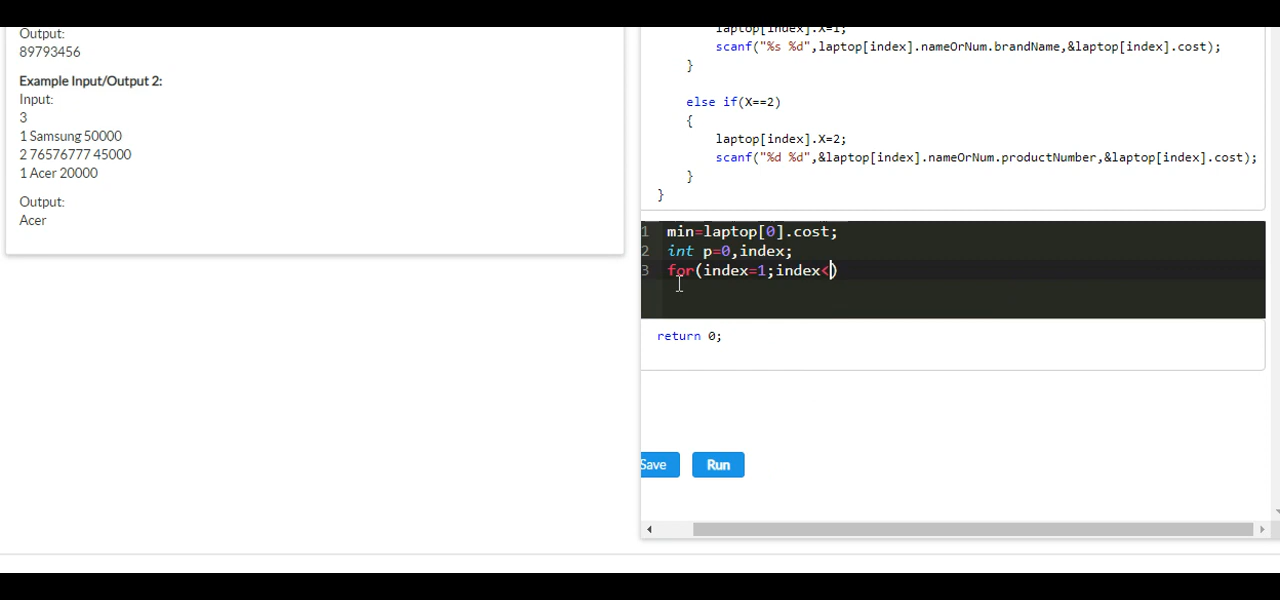 Output:
89793456
Example Input/Output 2:
Input:
3
1 Samsung 50000
2 76576777 45000
1 Acer 20000
Output:
Acer
laptop[index].X=1;
scanf("%s %d",laptop[index].nameOrNum.brandName,&laptop[index].cost);
}
else if(X==2)
{
laptop[index].X=2;
scanf("%d %d",&laptop[index].nameOrNum.productNumber,&laptop[index].cost);
}
}
1 min=laptop[0].cost;
2 int p=0,index;
3 for(index=1;index<)
return 0;
Save Run